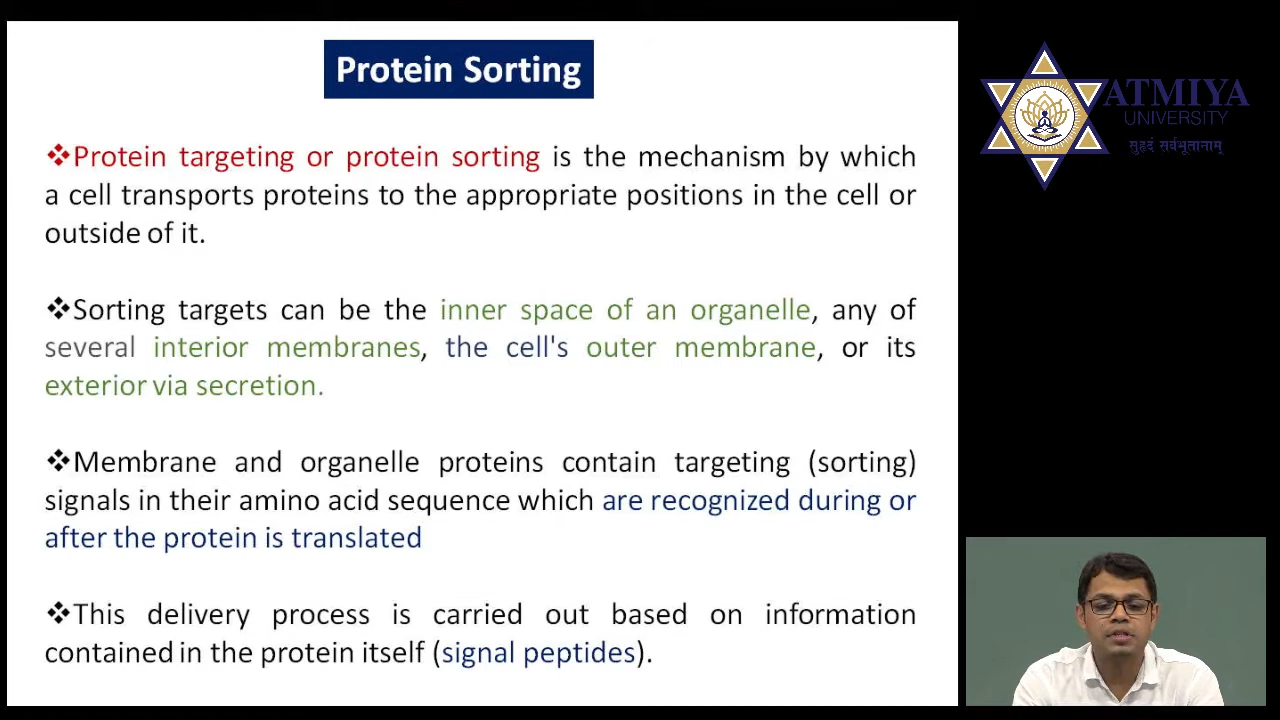 Protein Sorting
❖Protein targeting or protein sorting is the mechanism by which
a cell transports proteins to the appropriate positions in the cell or
outside of it.
❖Sorting targets can be the inner space of an organelle, any of
several interior membranes, the cell's outer membrane, or its
exterior via secretion.
❖Membrane and organelle proteins contain targeting (sorting)
signals in their amino acid sequence which are recognized during or
after the protein is translated
❖This delivery process is carried out based on information
contained in the protein itself (signal peptides).
ATMIYA
UNIVERSITY
सुहृदं सर्वभूतानाम्